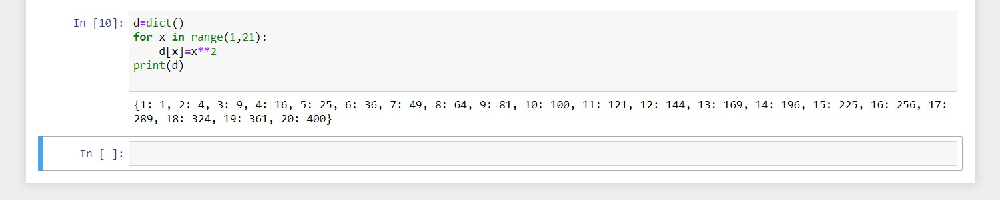 In [10]: d=dict()
for x in range(1,21):
    d[x]=x**2
print(d)
{1: 1, 2: 4, 3: 9, 4: 16, 5: 25, 6: 36, 7: 49, 8: 64, 9: 81, 10: 100, 11: 121, 12: 144, 13: 169, 14: 196, 15: 225, 16: 256, 17:
289, 18: 324, 19: 361, 20: 400}
In [ ]: